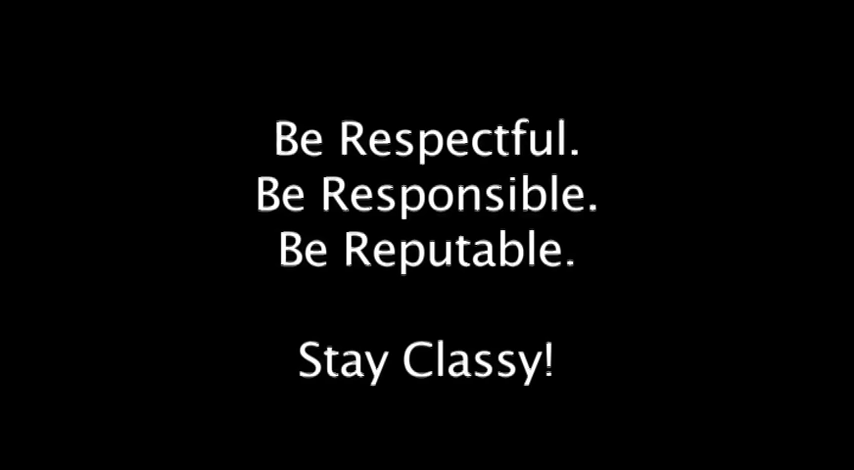 Be Respectful.
Be Responsible.
Be Reputable.
Stay Classy!